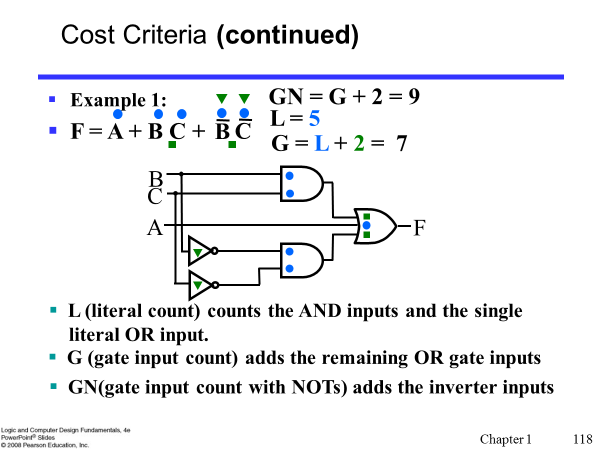 Cost Criteria (continued)
Example 1:
GN = G + 2 = 9
L = 5
F = A + B C + B̅ C̅
G = L + 2 = 7
B
C
A
F
L (literal count) counts the AND inputs and the single
literal OR input.
G (gate input count) adds the remaining OR gate inputs
GN(gate input count with NOTs) adds the inverter inputs
Logic and Computer Design Fundamentals, 4e
PowerPoint® Slides
© 2008 Pearson Education, Inc.
Chapter 1 118